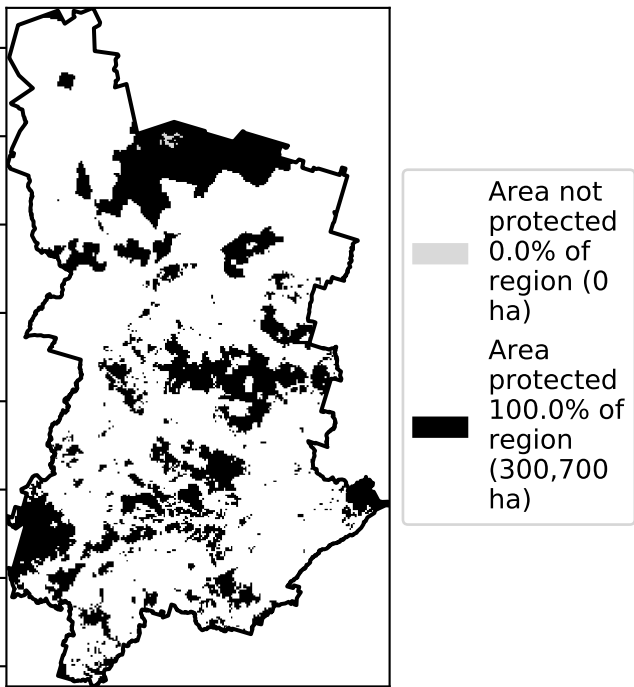 Area not
protected
0.0% of
region (0
ha)
Area
protected
100.0% of
region
(300,700
ha)